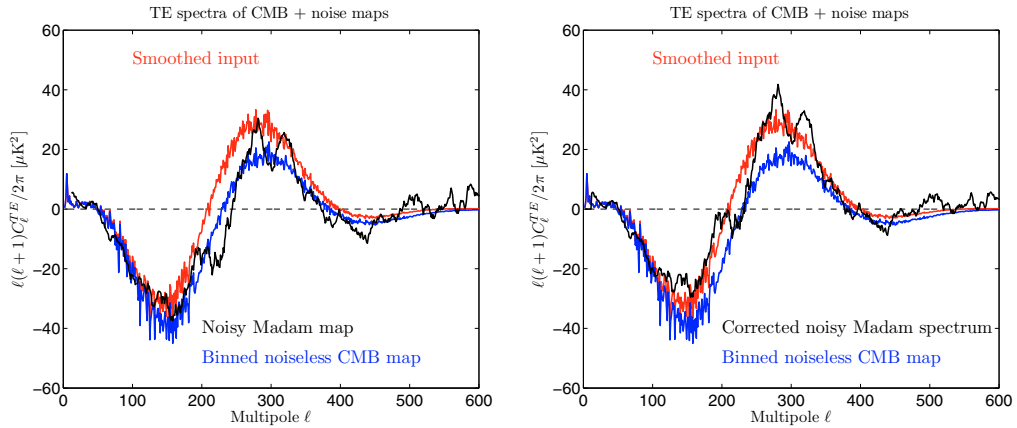 TE spectra of CMB + noise maps
60
40
20
0
−20
−40
−60
0 100 200 300 400 500 600
Multipole ℓ
ℓ(ℓ + 1)C_ℓ^{TE}/2π [μK²]
Smoothed input
Noisy Madam map
Binned noiseless CMB map
TE spectra of CMB + noise maps
60
40
20
0
−20
−40
−60
0 100 200 300 400 500 600
Multipole ℓ
ℓ(ℓ + 1)C_ℓ^{TE}/2π [μK²]
Smoothed input
Corrected noisy Madam spectrum
Binned noiseless CMB map